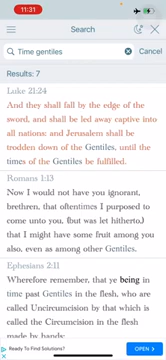 11:31
Search
Time gentiles
Cancel
Results: 7
Luke 21:24
And they shall fall by the edge of the
sword, and shall be led away captive into
all nations: and Jerusalem shall be
trodden down of the Gentiles, until the
times of the Gentiles be fulfilled.
Romans 1:13
Now I would not have you ignorant,
brethren, that oftentimes I purposed to
come unto you, (but was let hitherto,) that
I might have some fruit among you
also, even as among other Gentiles.
Ephesians 2:11
Wherefore remember, that ye being in
time past Gentiles in the flesh, who are
called Uncircumcision by that which is
called the Circumcision in the flesh
made by hands;
Ready To Find Solutions?
OPEN